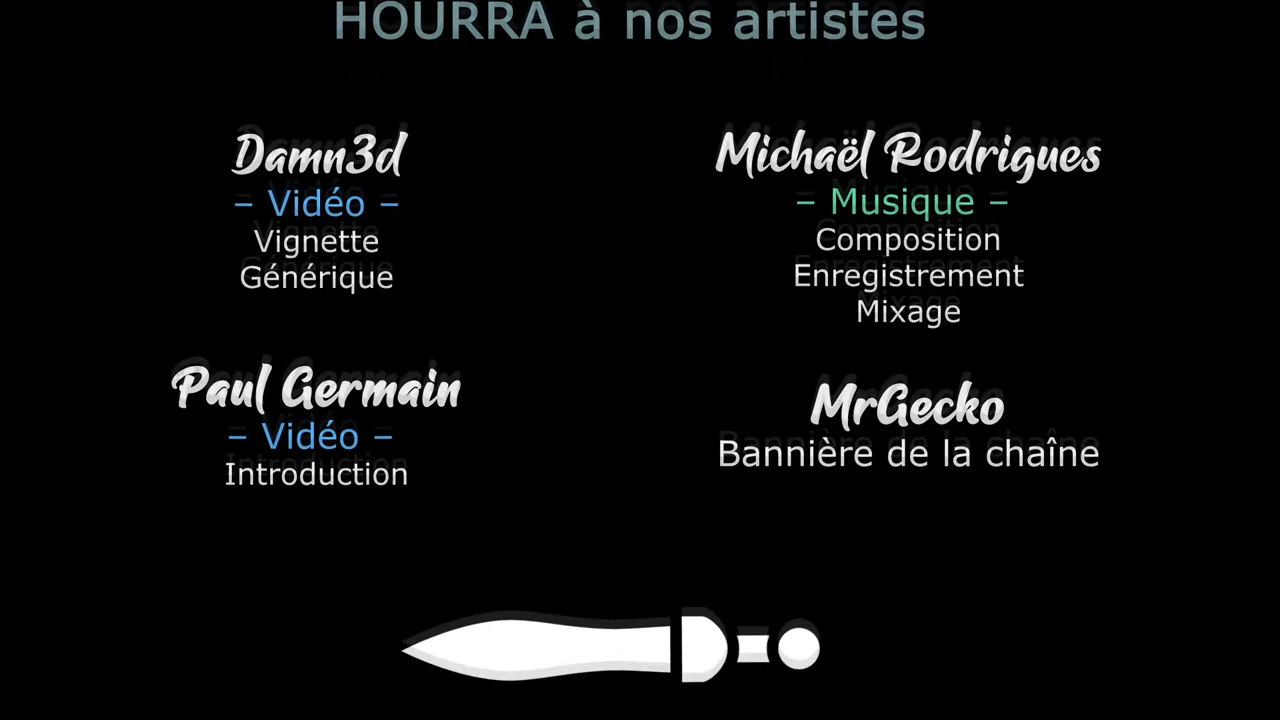 HOURRA à nos artistes
Damn3d
– Vidéo –
Vignette
Générique
Michaël Rodrigues
– Musique –
Composition
Enregistrement
Mixage
Paul Germain
– Vidéo –
Introduction
MrGecko
Bannière de la chaîne